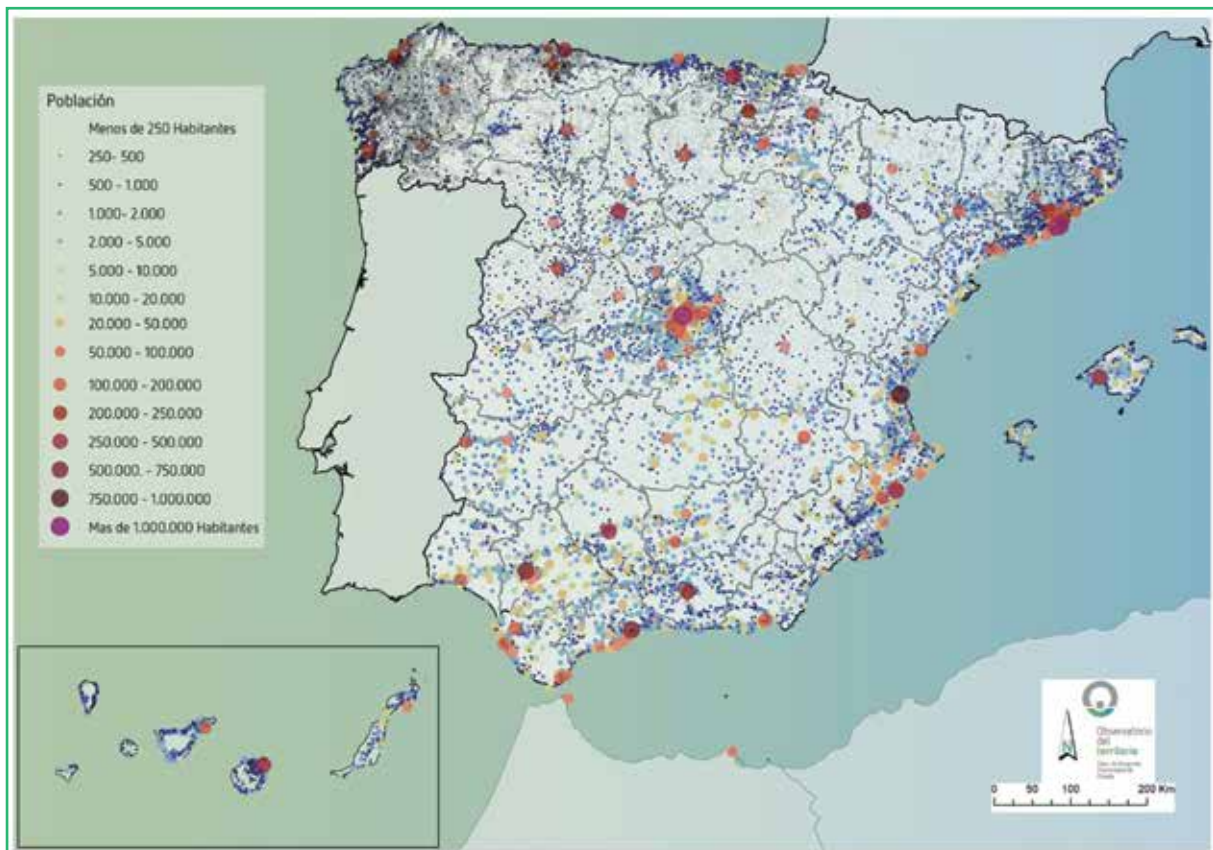 Población
Menos de 250 Habitantes
250- 500
500 - 1.000
1.000- 2.000
2.000 - 5.000
5.000 - 10.000
10.000 - 20.000
20.000 - 50.000
50.000 - 100.000
100.000 - 200.000
200.000 - 250.000
250.000 - 500.000
500.000. - 750.000
750.000 - 1.000.000
Mas de 1.000.000 Habitantes
N
Observatorio
del
territorio
0 50 100 200 Km